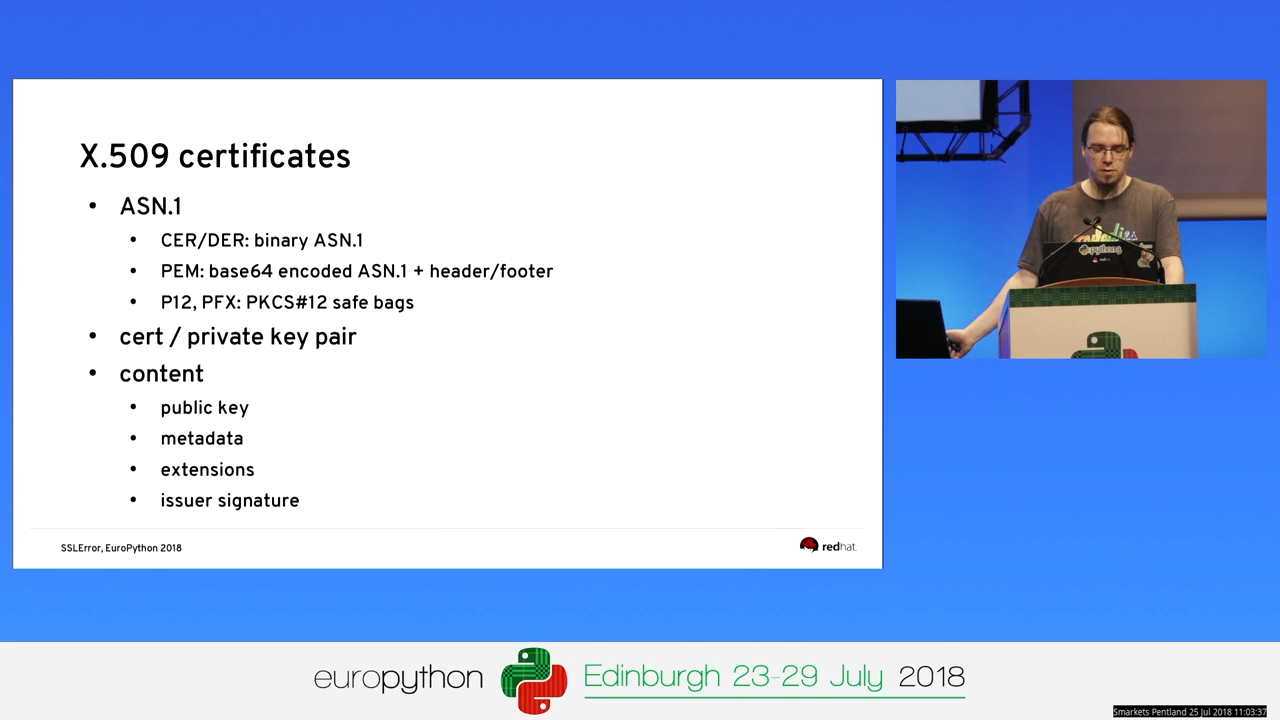 X.509 certificates
• ASN.1
• CER/DER: binary ASN.1
• PEM: base64 encoded ASN.1 + header/footer
• P12, PFX: PKCS#12 safe bags
• cert / private key pair
• content
• public key
• metadata
• extensions
• issuer signature
SSLError, EuroPython 2018
redhat.
europython
Edinburgh 23-29 July 2018
Smarkets Pentland 25 Jul 2018 11:03:37